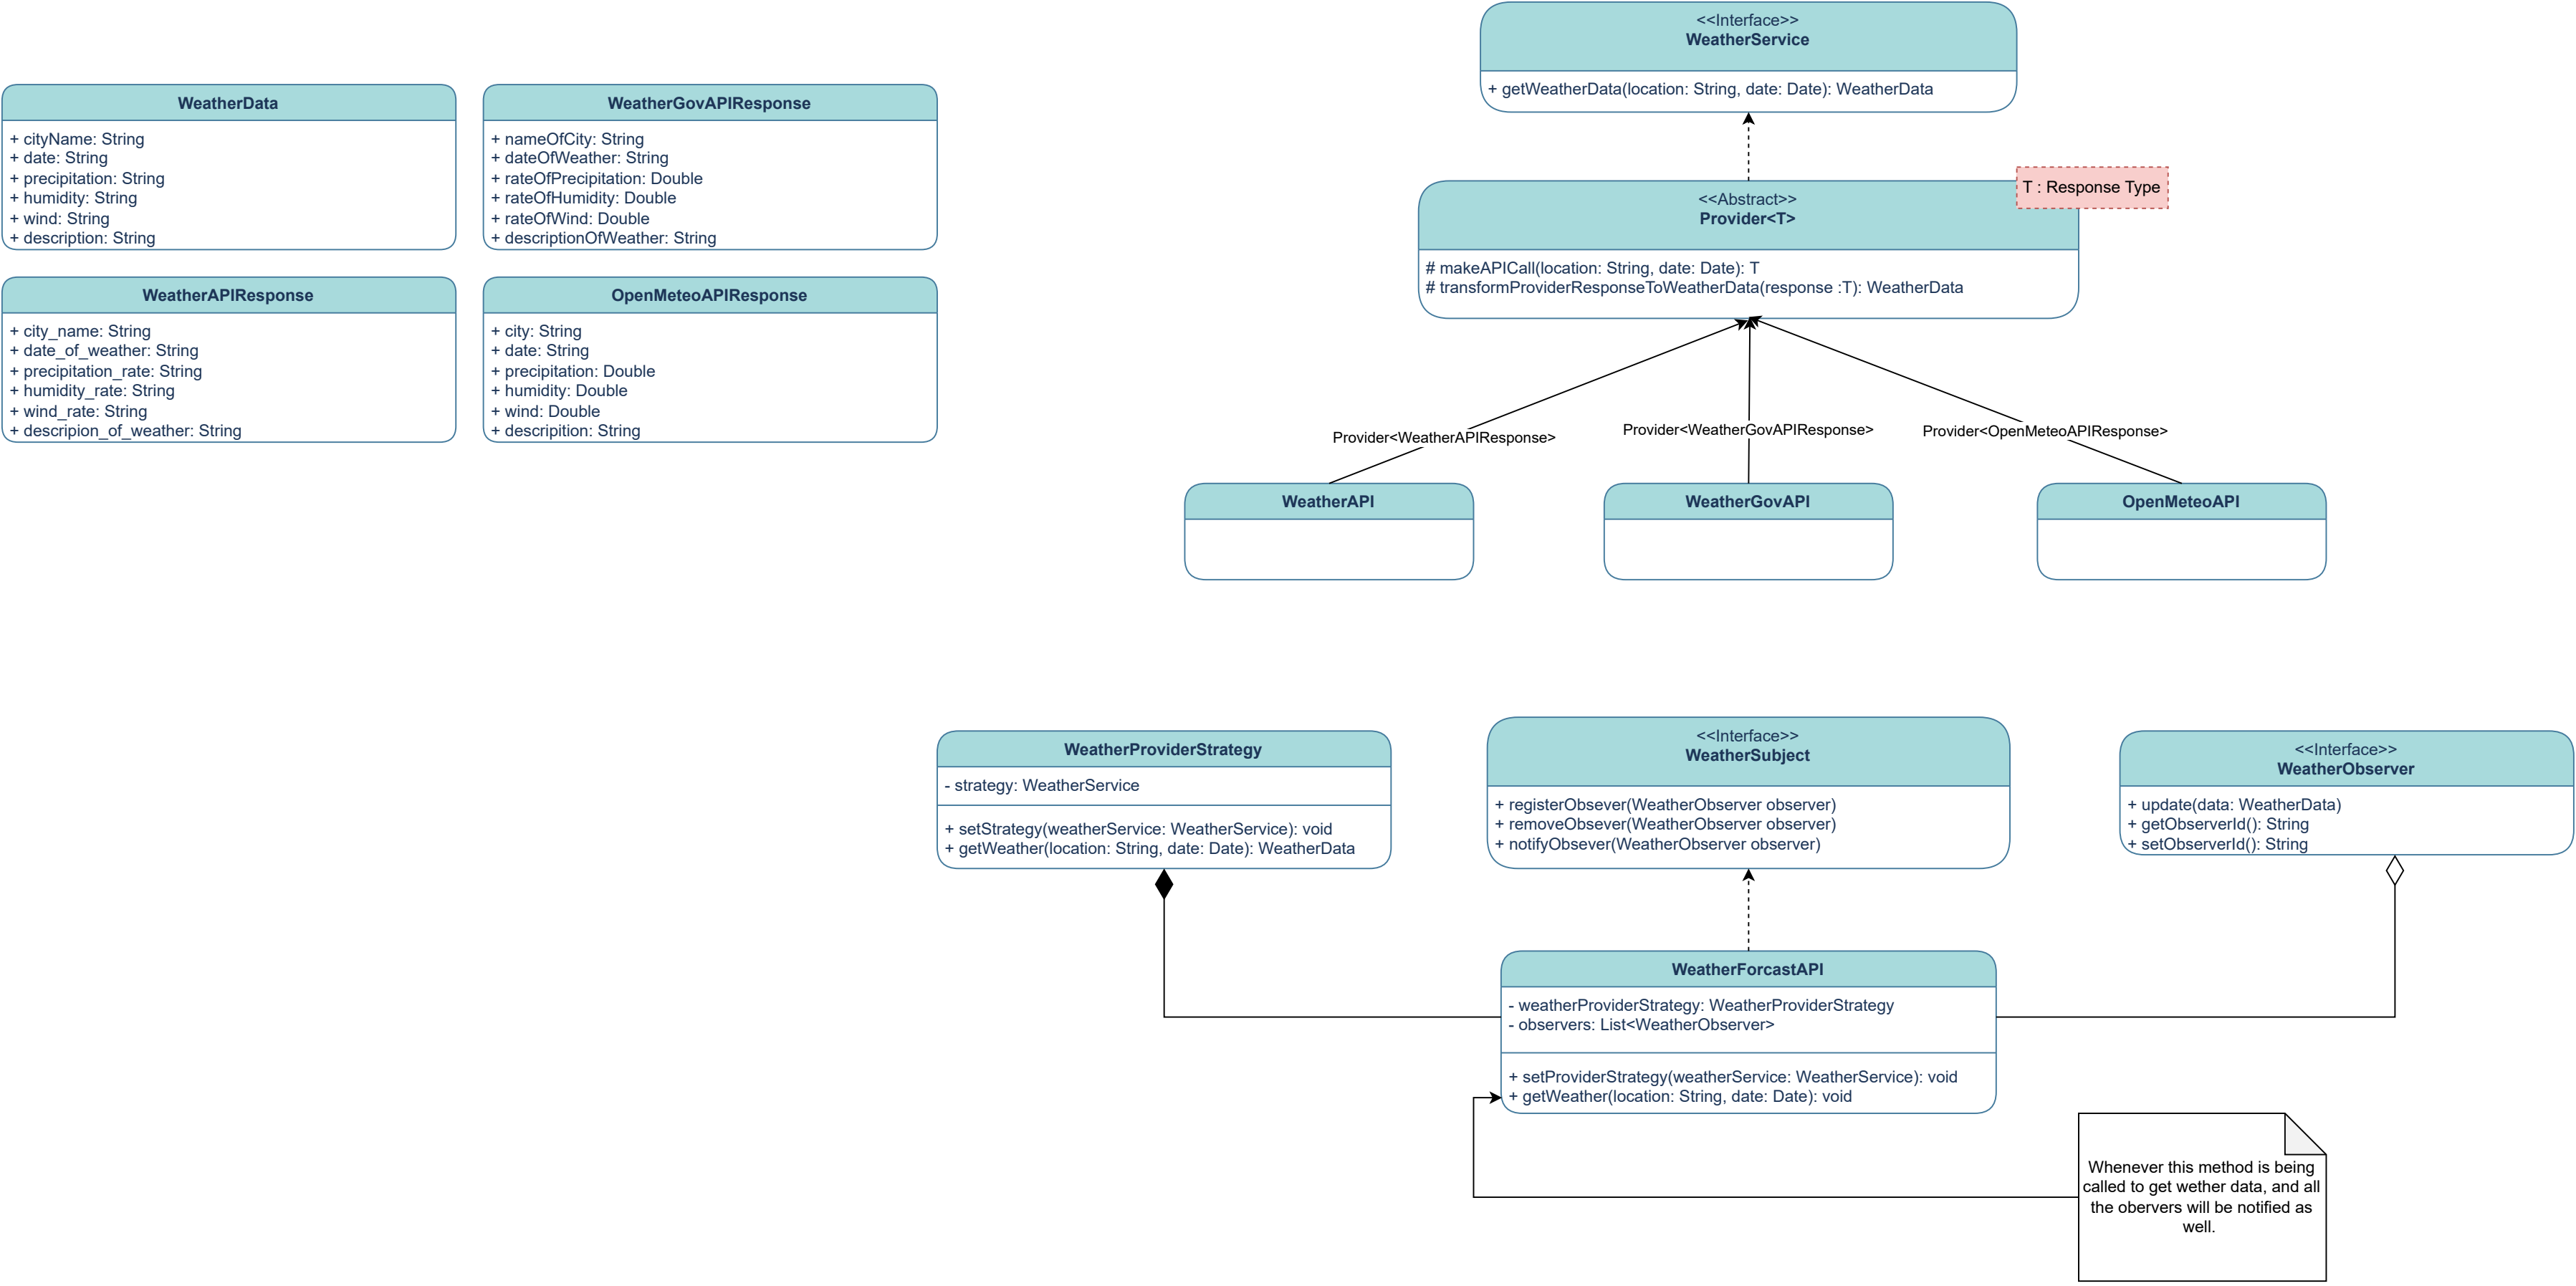 WeatherData
+ cityName: String
+ date: String
+ precipitation: String
+ humidity: String
+ wind: String
+ description: String
WeatherGovAPIResponse
+ nameOfCity: String
+ dateOfWeather: String
+ rateOfPrecipitation: Double
+ rateOfHumidity: Double
+ rateOfWind: Double
+ descriptionOfWeather: String
WeatherAPIResponse
+ city_name: String
+ date_of_weather: String
+ precipitation_rate: String
+ humidity_rate: String
+ wind_rate: String
+ descripion_of_weather: String
OpenMeteoAPIResponse
+ city: String
+ date: String
+ precipitation: Double
+ humidity: Double
+ wind: Double
+ descripition: String
<<Interface>>
WeatherService
+ getWeatherData(location: String, date: Date): WeatherData
T : Response Type
<<Abstract>>
Provider<T>
# makeAPICall(location: String, date: Date): T
# transformProviderResponseToWeatherData(response :T): WeatherData
Provider<WeatherAPIResponse>
Provider<WeatherGovAPIResponse>
Provider<OpenMeteoAPIResponse>
WeatherAPI
WeatherGovAPI
OpenMeteoAPI
WeatherProviderStrategy
- strategy: WeatherService
+ setStrategy(weatherService: WeatherService): void
+ getWeather(location: String, date: Date): WeatherData
<<Interface>>
WeatherSubject
+ registerObsever(WeatherObserver observer)
+ removeObsever(WeatherObserver observer)
+ notifyObsever(WeatherObserver observer)
<<Interface>>
WeatherObserver
+ update(data: WeatherData)
+ getObserverId(): String
+ setObserverId(): String
WeatherForcastAPI
- weatherProviderStrategy: WeatherProviderStrategy
- observers: List<WeatherObserver>
+ setProviderStrategy(weatherService: WeatherService): void
+ getWeather(location: String, date: Date): void
Whenever this method is being
called to get wether data, and all
the obervers will be notified as
well.